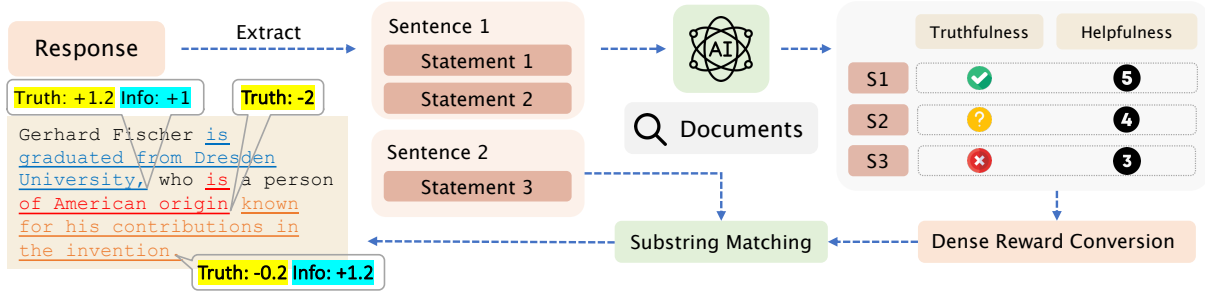 Response
Extract
Truth: +1.2 Info: +1
Truth: -2
Gerhard Fischer is
graduated from Dresden
University, who is a person
of American origin known
for his contributions in
the invention
Truth: -0.2 Info: +1.2
Sentence 1
Statement 1
Statement 2
Sentence 2
Statement 3
AI
Documents
Truthfulness Helpfulness
S1 5
S2 ? 4
S3 3
Substring Matching
Dense Reward Conversion